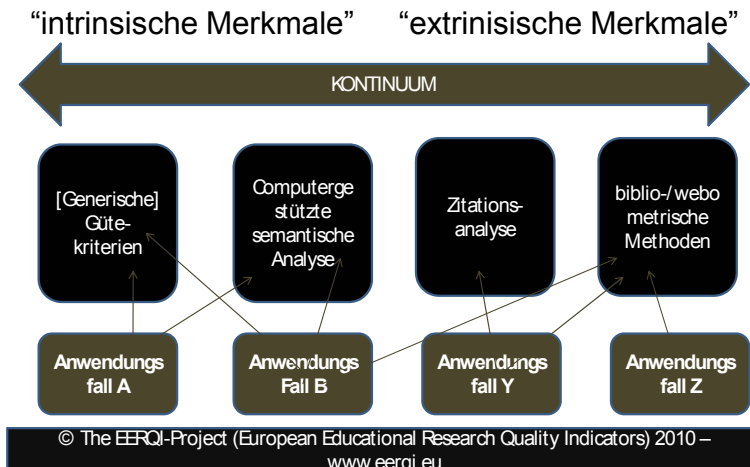 “intrinsische Merkmale” “extrinisische Merkmale”
KONTINUUM
[Generische]
Güte-
kriterien
Computerge
stützte
semantische
Analyse
Zitations-
analyse
biblio-/webo
metrische
Methoden
Anwendungs
fall A
Anwendungs
Fall B
Anwendungs
fall Y
Anwendungs
fall Z
© The EERQI-Project (European Educational Research Quality Indicators) 2010 –
www.eerqi.eu